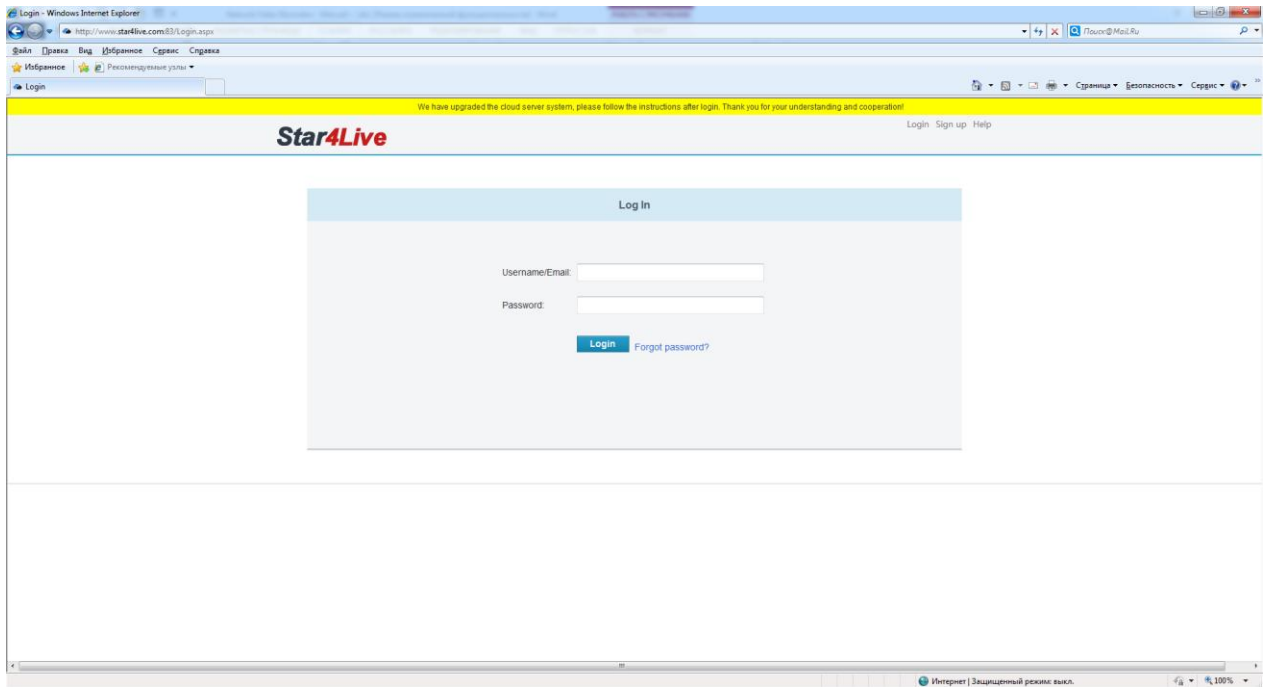 Login - Windows Internet Explorer
http://www.star4live.com:83/Login.aspx
Поиск@Mail.Ru
Файл Правка Вид Избранное Сервис Справка
Избранное Рекомендуемые узлы
Login
Страница Безопасность Сервис
We have upgraded the cloud server system, please follow the instructions after login. Thank you for your understanding and cooperation!
Star4Live
Login Sign up Help
Log In
Username/Email:
Password:
Login Forgot password?
Интернет | Защищенный режим: выкл.
100%